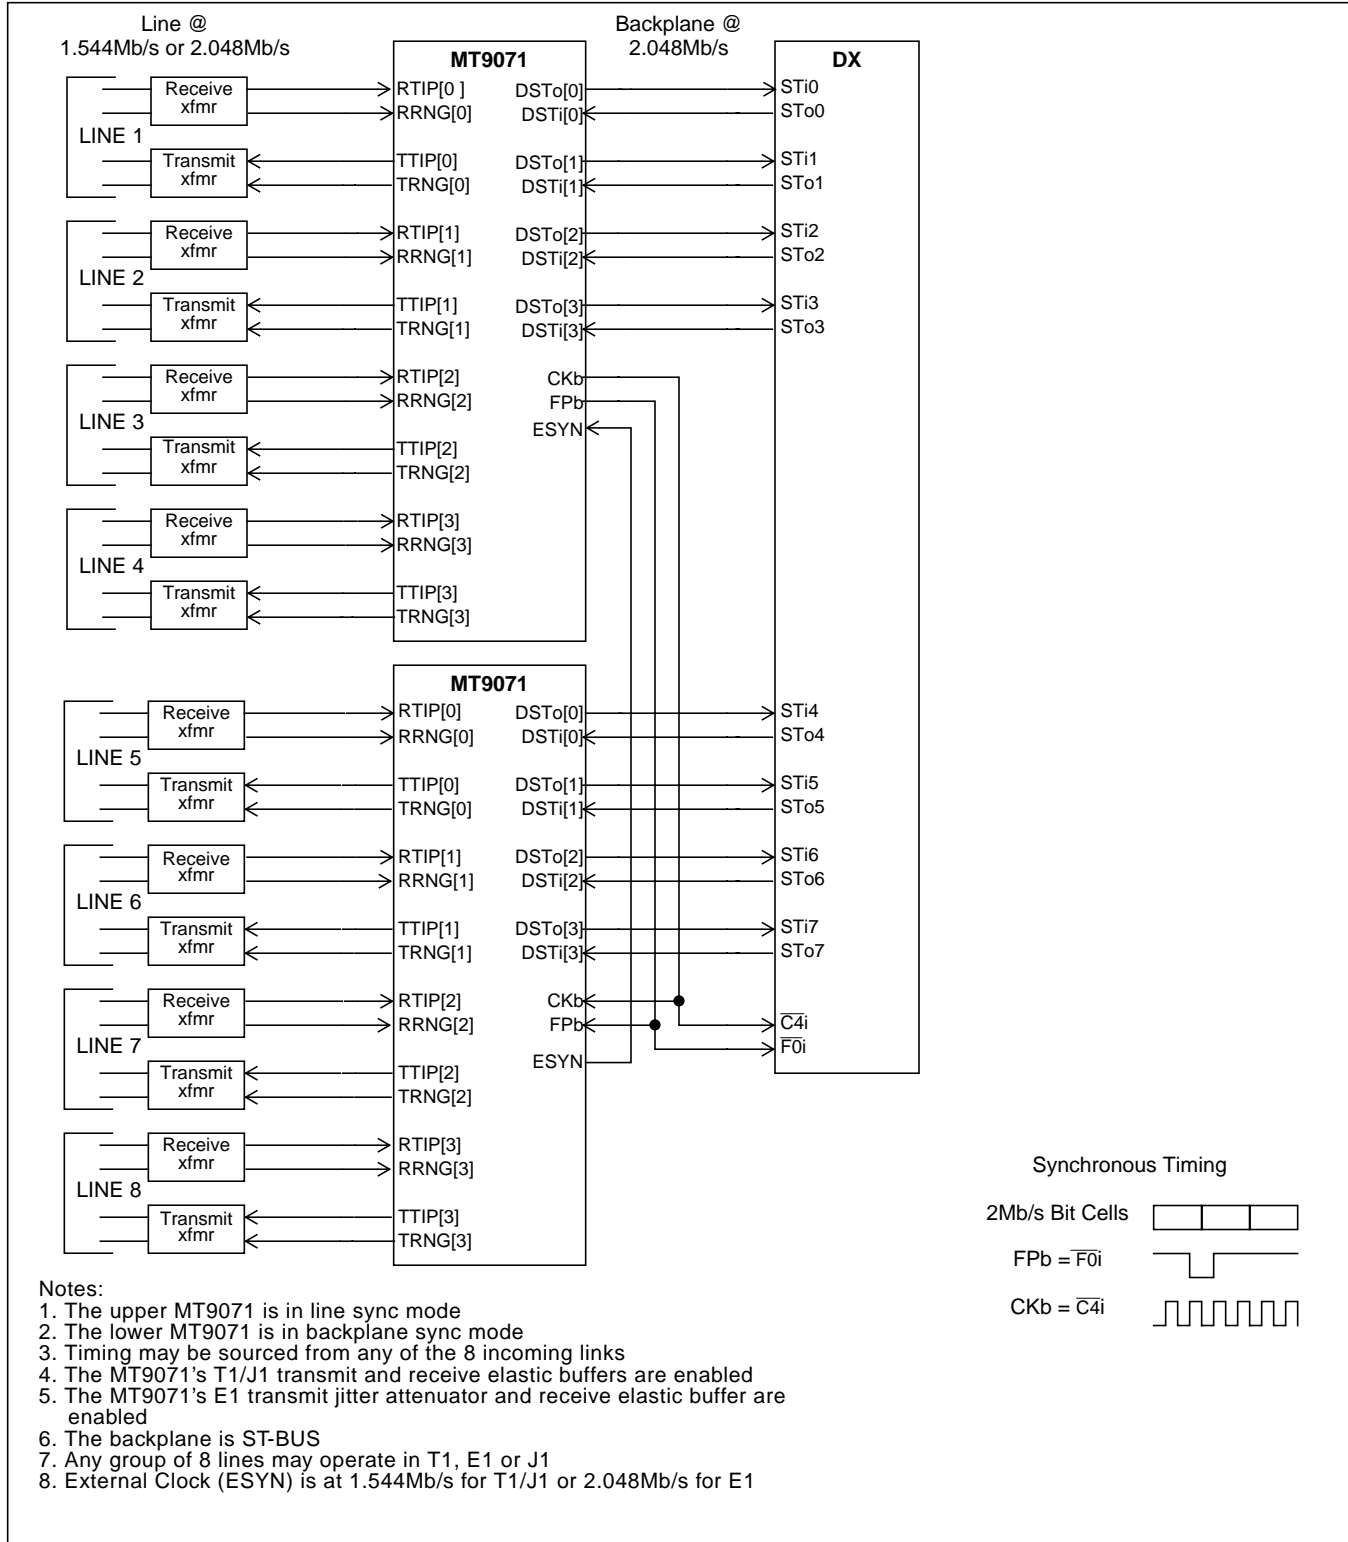 Line @
1.544Mb/s or 2.048Mb/s
Backplane @
2.048Mb/s
MT9071
DX
Receive
xfmr
RTIP[0 ]
DSTo[0]
STi0
RRNG[0]
DSTi[0]
STo0
LINE 1
Transmit
xfmr
TTIP[0]
DSTo[1]
STi1
TRNG[0]
DSTi[1]
STo1
Receive
xfmr
RTIP[1]
DSTo[2]
STi2
RRNG[1]
DSTi[2]
STo2
LINE 2
Transmit
xfmr
TTIP[1]
DSTo[3]
STi3
TRNG[1]
DSTi[3]
STo3
Receive
xfmr
RTIP[2]
CKb
RRNG[2]
FPb
LINE 3
ESYN
Transmit
xfmr
TTIP[2]
TRNG[2]
Receive
xfmr
RTIP[3]
RRNG[3]
LINE 4
Transmit
xfmr
TTIP[3]
TRNG[3]
MT9071
Receive
xfmr
RTIP[0]
DSTo[0]
STi4
RRNG[0]
DSTi[0]
STo4
LINE 5
Transmit
xfmr
TTIP[0]
DSTo[1]
STi5
TRNG[0]
DSTi[1]
STo5
Receive
xfmr
RTIP[1]
DSTo[2]
STi6
RRNG[1]
DSTi[2]
STo6
LINE 6
Transmit
xfmr
TTIP[1]
DSTo[3]
STi7
TRNG[1]
DSTi[3]
STo7
Receive
xfmr
RTIP[2]
CKb
RRNG[2]
FPb
C4i
F0i
LINE 7
ESYN
Transmit
xfmr
TTIP[2]
TRNG[2]
Receive
xfmr
RTIP[3]
RRNG[3]
LINE 8
Transmit
xfmr
TTIP[3]
TRNG[3]
Synchronous Timing
2Mb/s Bit Cells
FPb = F0i
CKb = C4i
Notes:
1. The upper MT9071 is in line sync mode
2. The lower MT9071 is in backplane sync mode
3. Timing may be sourced from any of the 8 incoming links
4. The MT9071's T1/J1 transmit and receive elastic buffers are enabled
5. The MT9071's E1 transmit jitter attenuator and receive elastic buffer are
enabled
6. The backplane is ST-BUS
7. Any group of 8 lines may operate in T1, E1 or J1
8. External Clock (ESYN) is at 1.544Mb/s for T1/J1 or 2.048Mb/s for E1